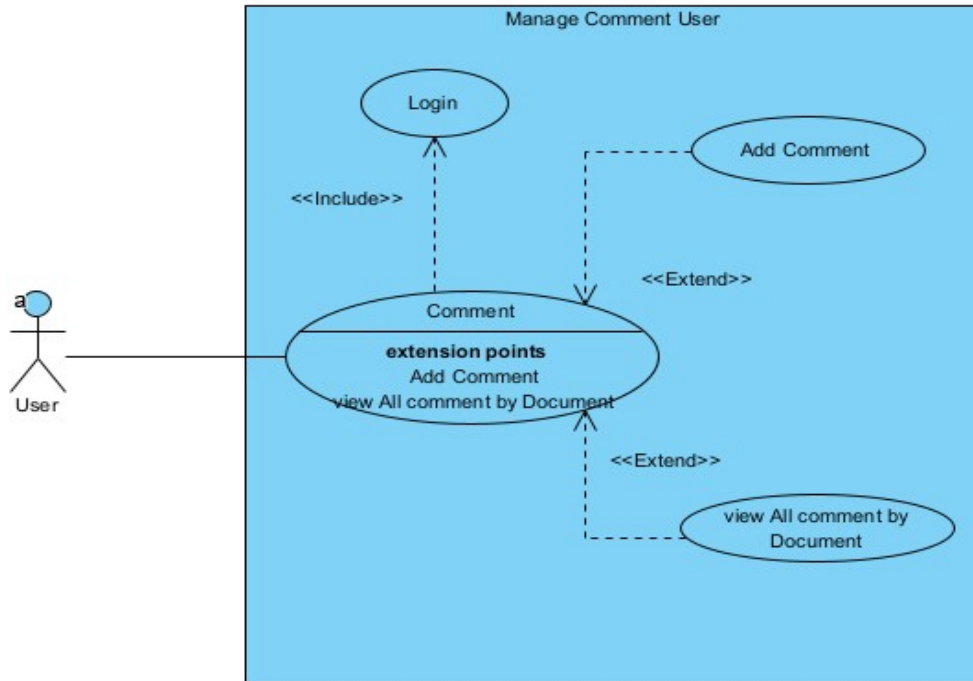 Manage Comment User
Login
Add Comment
<<Include>>
<<Extend>>
a
Comment
extension points
Add Comment
view All comment by Document
User
<<Extend>>
view All comment by
Document